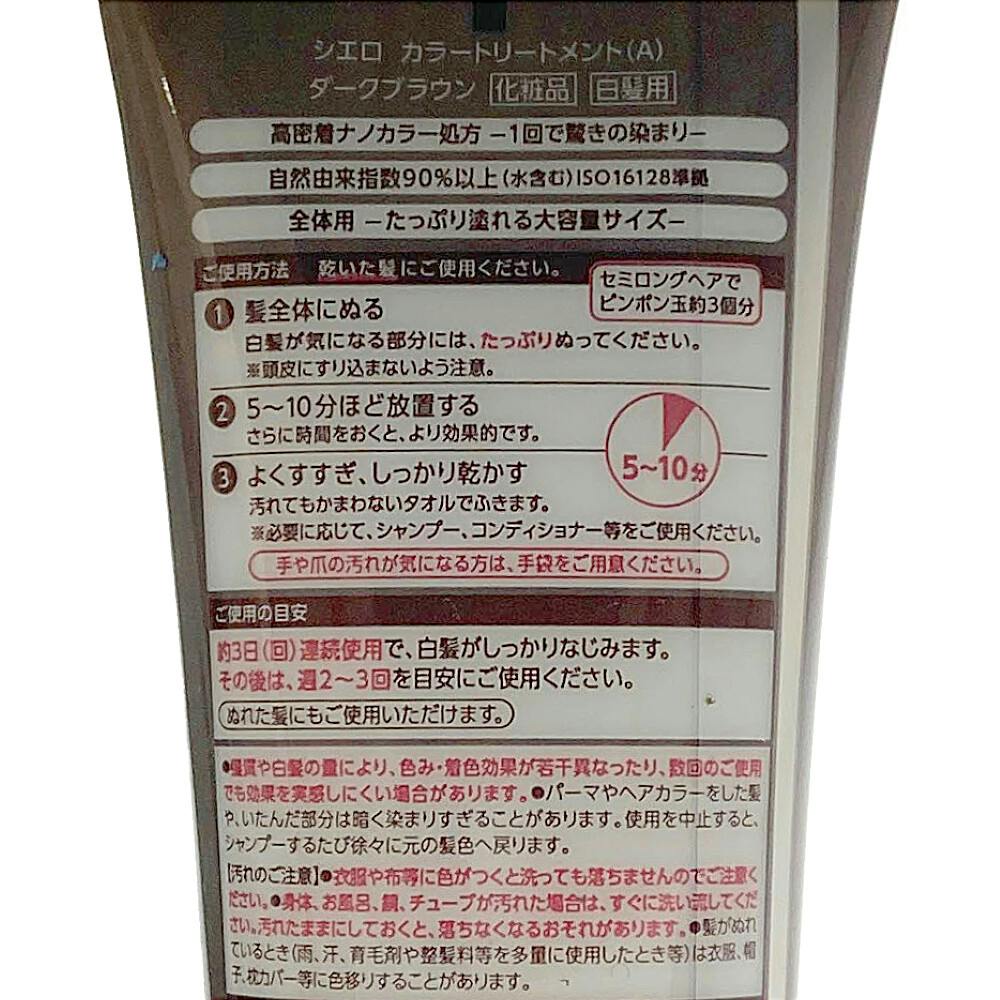 シエロ カラートリートメント(A)
ダークブラウン 化粧品 白髪用
高密着ナノカラー処方 －1回で驚きの染まり－
自然由来指数90%以上(水含む)ISO16128準拠
全体用 －たっぷり塗れる大容量サイズ－
ご使用方法 乾いた髪にご使用ください。
セミロングヘアで
ピンポン玉約3個分
1 髪全体にぬる
白髪が気になる部分には、たっぷりぬってください。
※頭皮にすり込まないよう注意。
2 5〜10分ほど放置する
さらに時間をおくと、より効果的です。
5〜10分
3 よくすすぎ、しっかり乾かす
汚れてもかまわないタオルでふきます。
※必要に応じて、シャンプー、コンディショナー等をご使用ください。
手や爪の汚れが気になる方は、手袋をご用意ください。
ご使用の目安
約3日(回)連続使用で、白髪がしっかりなじみます。
その後は、週2〜3回を目安にご使用ください。
ぬれた髪にもご使用いただけます。
●髪質や白髪の量により、色み・着色効果が若干異なったり、数回のご使用
でも効果を実感しにくい場合があります。●パーマやヘアカラーをした髪
や、いたんだ部分は暗く染まりすぎることがあります。使用を中止すると、
シャンプーするたび徐々に元の髪色へ戻ります。
【汚れのご注意】●衣服や布等に色がつくと洗っても落ちませんのでご注意く
ださい。●身体、お風呂、鏡、チューブが汚れた場合は、すぐに洗い流してくだ
さい。汚れたままにしておくと、落ちなくなるおそれがあります。●髪がぬれ
ているとき(雨、汗、育毛剤や整髪料等を多量に使用したとき等)は衣服、帽
子、枕カバー等に色移りすることがあります。